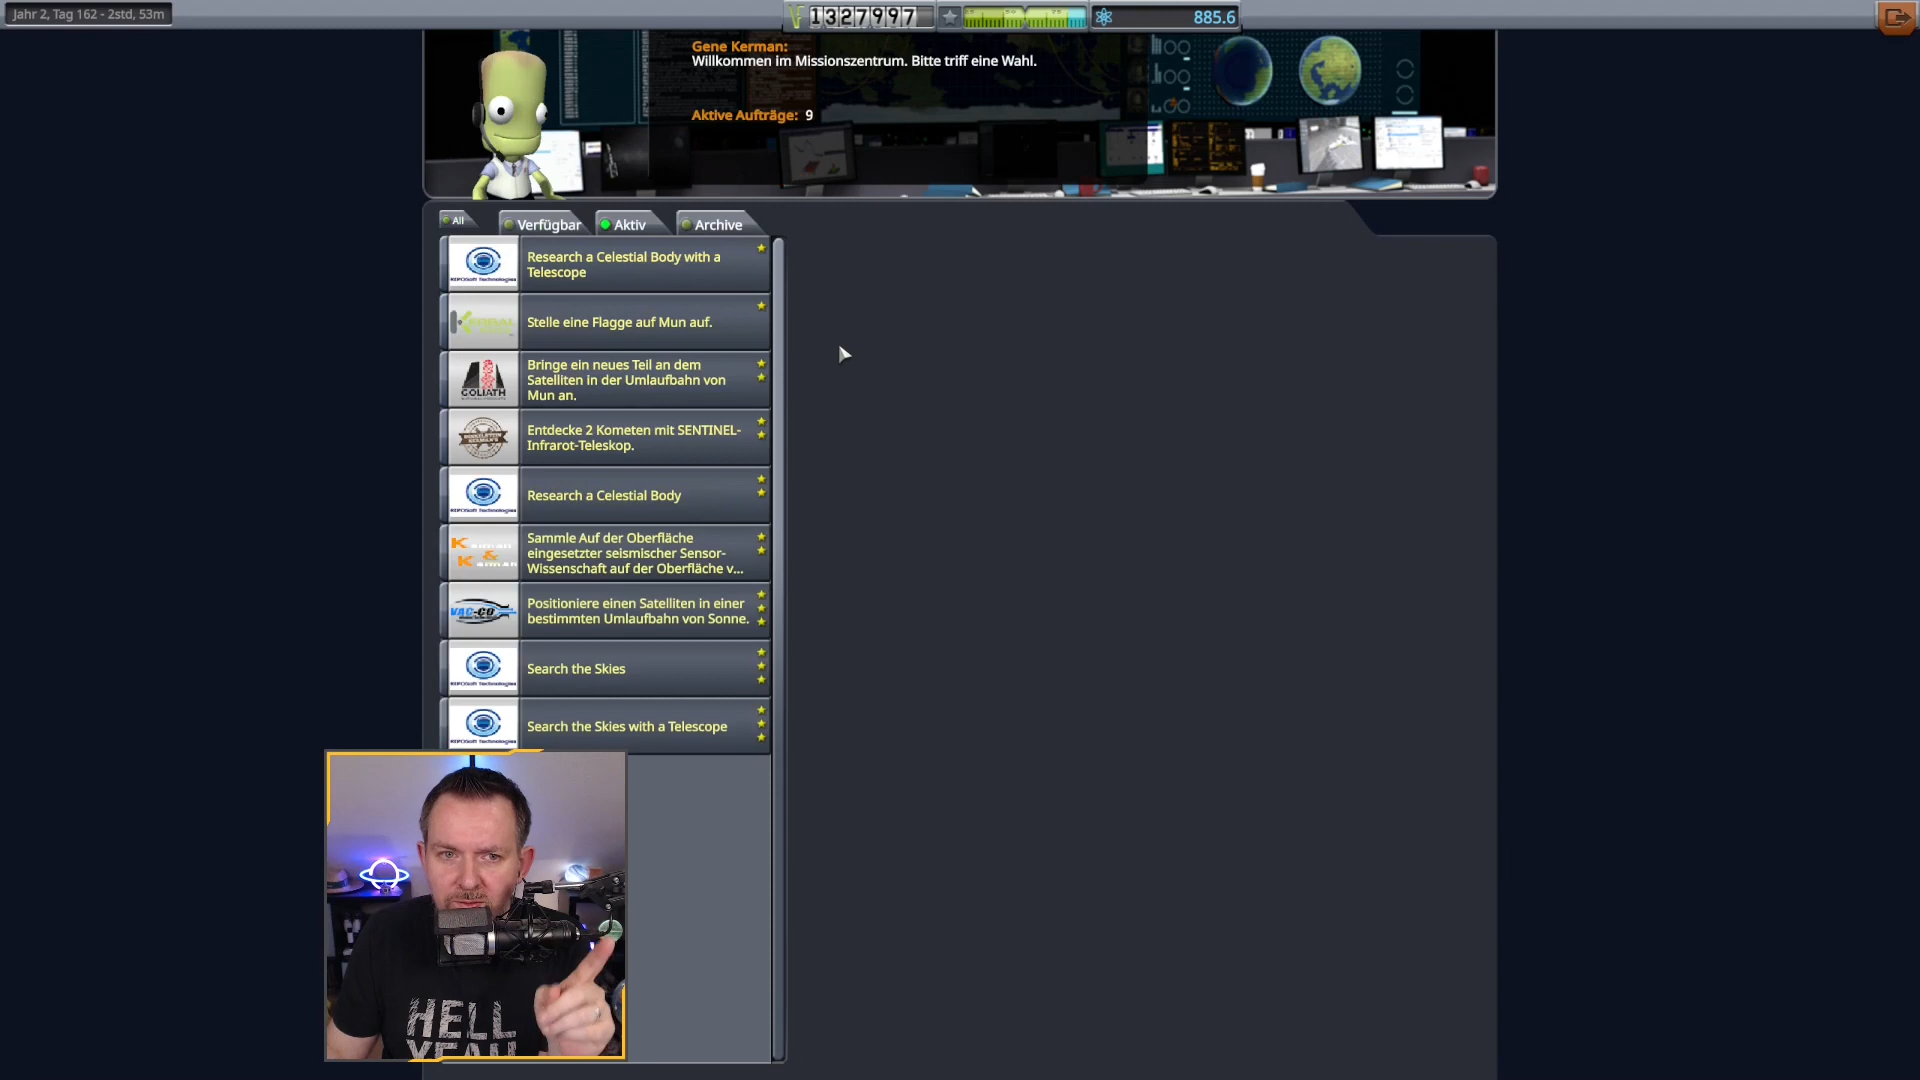 Jahr 2, Tag 162 - 2std, 53m
1327997
885.6
Gene Kerman:
Willkommen im Missionszentrum. Bitte triff eine Wahl.
Aktive Aufträge: 9
All
Verfügbar
Aktiv
Archive
Research a Celestial Body with a
Telescope
Stelle eine Flagge auf Mun auf.
GOLIATH
Bringe ein neues Teil an dem
Satelliten in der Umlaufbahn von
Mun an.
Entdecke 2 Kometen mit SENTINEL-
Infrarot-Teleskop.
Research a Celestial Body
K
& K
Sammle Auf der Oberfläche
eingesetzter seismischer Sensor-
Wissenschaft auf der Oberfläche v...
VAC-CO
Positioniere einen Satelliten in einer
bestimmten Umlaufbahn von Sonne.
Search the Skies
Search the Skies with a Telescope
HELL
YEAH